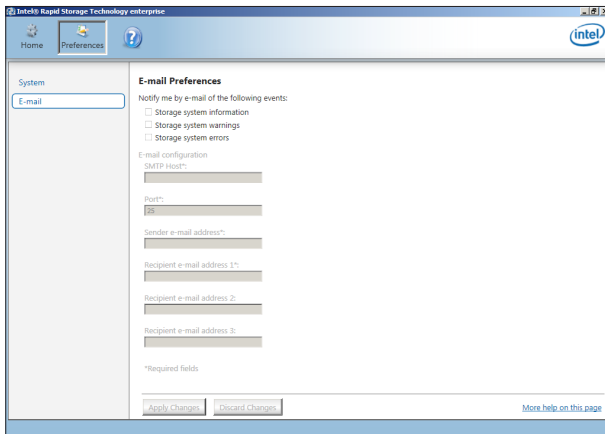 Intel® Rapid Storage Technology enterprise
Home
Preferences
?
intel
System
E-mail
E-mail Preferences
Notify me by e-mail of the following events:
Storage system information
Storage system warnings
Storage system errors
E-mail configuration
SMTP Host*:
Port*:
25
Sender e-mail address*:
Recipient e-mail address 1*:
Recipient e-mail address 2:
Recipient e-mail address 3:
*Required fields
Apply Changes Discard Changes More help on this page